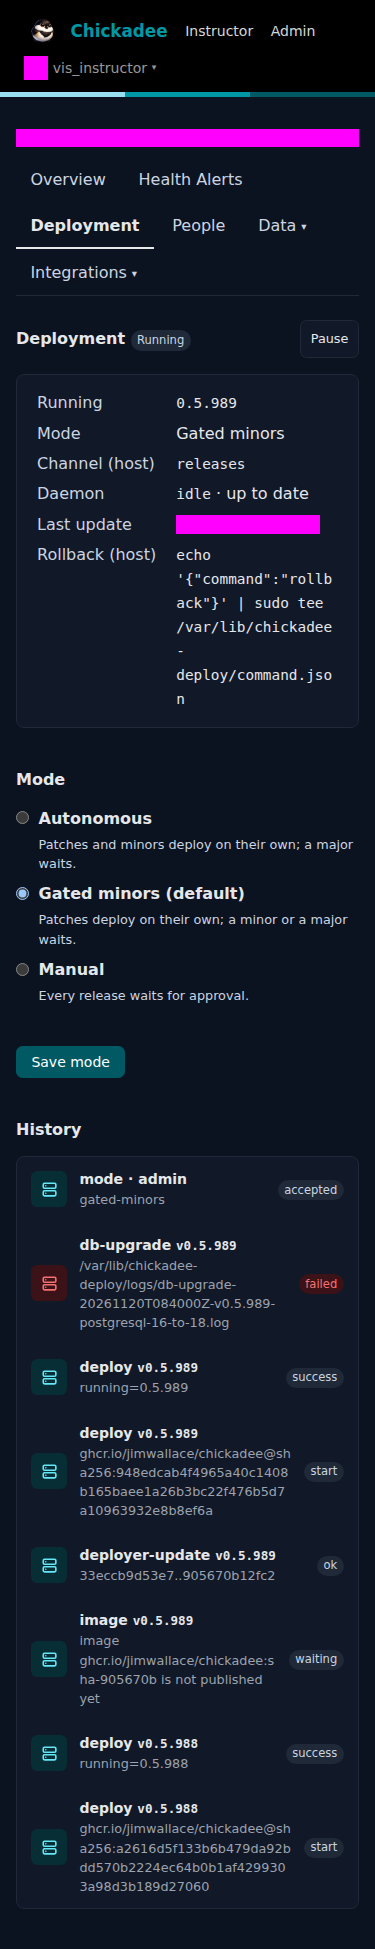 Chickadee Instructor Admin
vis_instructor ▾
Overview Health Alerts
Deployment People Data ▾
Integrations ▾
Deployment Running Pause
Running 0.5.989
Mode Gated minors
Channel (host) releases
Daemon idle · up to date
Last update
Rollback (host) echo
'{"command":"rollb
ack"}' | sudo tee
/var/lib/chickadee
-
deploy/command.jso
n
Mode
Autonomous
Patches and minors deploy on their own; a major
waits.
Gated minors (default)
Patches deploy on their own; a minor or a major
waits.
Manual
Every release waits for approval.
Save mode
History
mode · admin
gated-minors
accepted
db-upgrade v0.5.989
/var/lib/chickadee-
deploy/logs/db-upgrade-
20261120T084000Z-v0.5.989-
postgresql-16-to-18.log
failed
deploy v0.5.989
running=0.5.989
success
deploy v0.5.989
ghcr.io/jimwallace/chickadee@sh
a256:948edcab4f4965a40c1408
b165baee1a26b3bc22f476b5d7
a10963932e8b8ef6a
start
deployer-update v0.5.989
33eccb9d53e7..905670b12fc2
ok
image v0.5.989
image
ghcr.io/jimwallace/chickadee:s
ha-905670b is not published
yet
waiting
deploy v0.5.988
running=0.5.988
success
deploy v0.5.988
ghcr.io/jimwallace/chickadee@sh
a256:a2616d5f133b6b479da92b
dd570b2224ec64b0b1af429930
3a98d3b189d27060
start